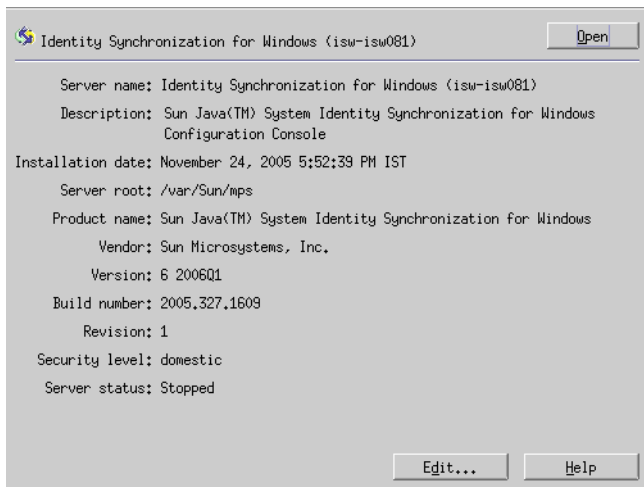 Identity Synchronization for Windows (isw-isw081)
Open
Server name: Identity Synchronization for Windows (isw-isw081)
Description: Sun Java(TM) System Identity Synchronization for Windows
Configuration Console
Installation date: November 24, 2005 5:52:39 PM IST
Server root: /var/Sun/mps
Product name: Sun Java(TM) System Identity Synchronization for Windows
Vendor: Sun Microsystems, Inc.
Version: 6 2006Q1
Build number: 2005.327.1609
Revision: 1
Security level: domestic
Server status: Stopped
Edit... Help